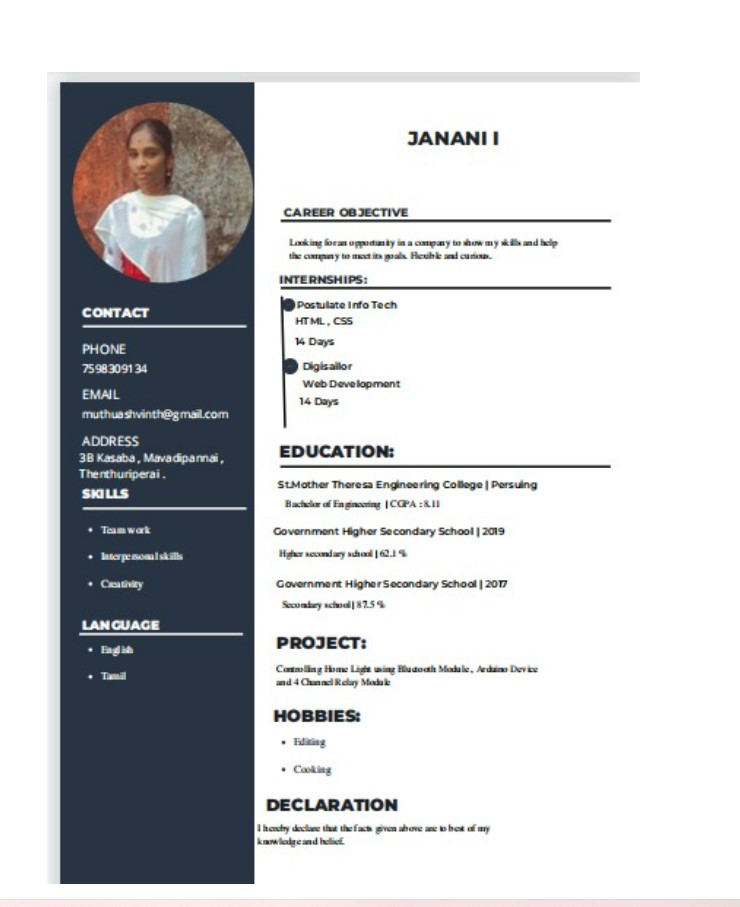 JANANI I
CONTACT
PHONE
7598309134
EMAIL
muthuashvinth@gmail.com
ADDRESS
3B Kasaba , Mavadipannai ,
Thenthuriperai .
SKILLS
• Team work
• Interpersonal skills
• Creativity
LANGUAGE
• English
• Tamil
CAREER OBJECTIVE
Looking for an opportunity in a company to show my skills and help
the company to meet its goals. Flexible and curious.
INTERNSHIPS:
Postulate Info Tech
HTML , CSS
14 Days
Digisailor
Web Development
14 Days
EDUCATION:
St.Mother Theresa Engineering College | Persuing
Bachelor of Engineering | CGPA : 8.11
Government Higher Secondary School | 2019
Hgher secondary school | 62.1 %
Government Higher Secondary School | 2017
Secondary school | 87.5 %
PROJECT:
Controlling Home Light using Bluetooth Module , Arduino Device
and 4 Channel Relay Module
HOBBIES:
• Editing
• Cooking
DECLARATION
I hereby declare that the facts given above are to best of my
knowledge and belief.